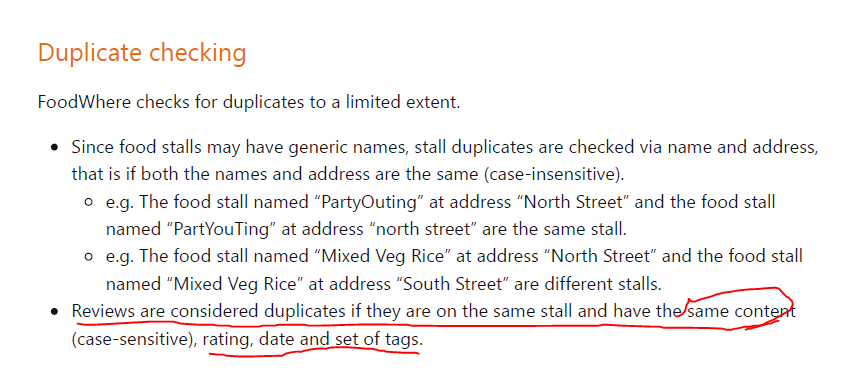 Duplicate checking
FoodWhere checks for duplicates to a limited extent.
• Since food stalls may have generic names, stall duplicates are checked via name and address,
that is if both the names and address are the same (case-insensitive).
◦ e.g. The food stall named “PartyOuting” at address “North Street” and the food stall
named “PartYouTing” at address “north street” are the same stall.
◦ e.g. The food stall named “Mixed Veg Rice” at address “North Street” and the food stall
named “Mixed Veg Rice” at address “South Street” are different stalls.
• Reviews are considered duplicates if they are on the same stall and have the same content
(case-sensitive), rating, date and set of tags.